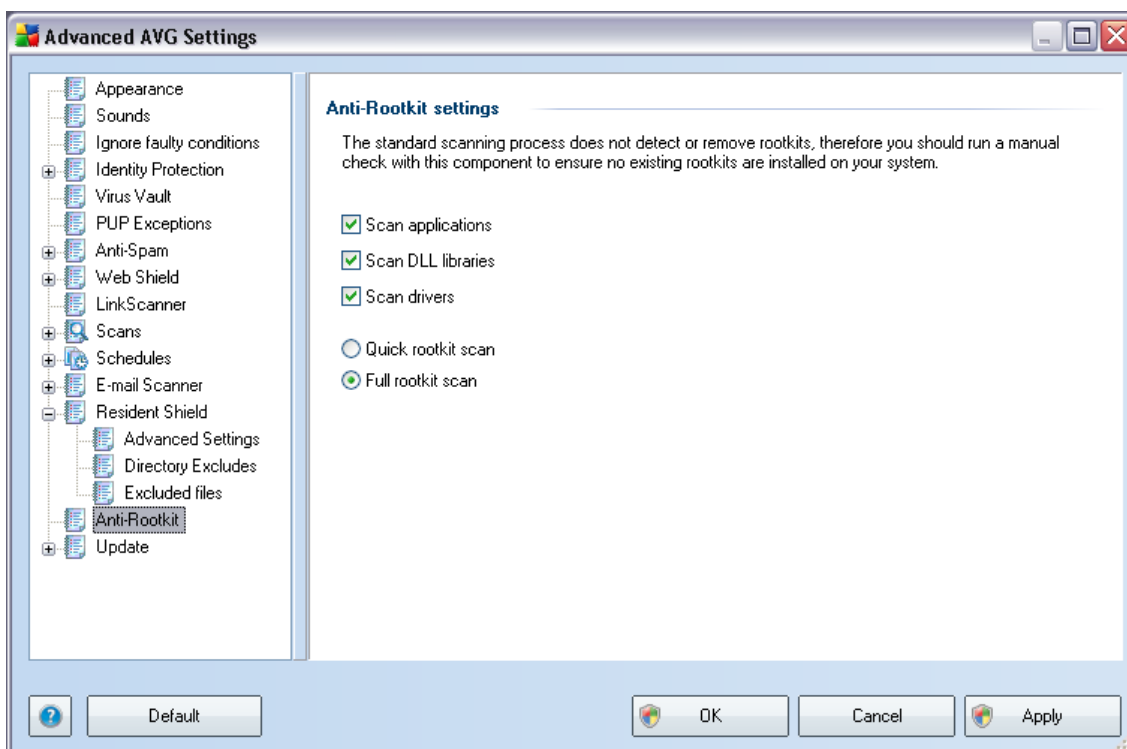 Advanced AVG Settings
Appearance
Sounds
Ignore faulty conditions
Identity Protection
Virus Vault
PUP Exceptions
Anti-Spam
Web Shield
LinkScanner
Scans
Schedules
E-mail Scanner
Resident Shield
Advanced Settings
Directory Excludes
Excluded files
Anti-Rootkit
Update
Anti-Rootkit settings
The standard scanning process does not detect or remove rootkits, therefore you should run a manual
check with this component to ensure no existing rootkits are installed on your system.
Scan applications
Scan DLL libraries
Scan drivers
Quick rootkit scan
Full rootkit scan
?
Default
OK
Cancel
Apply